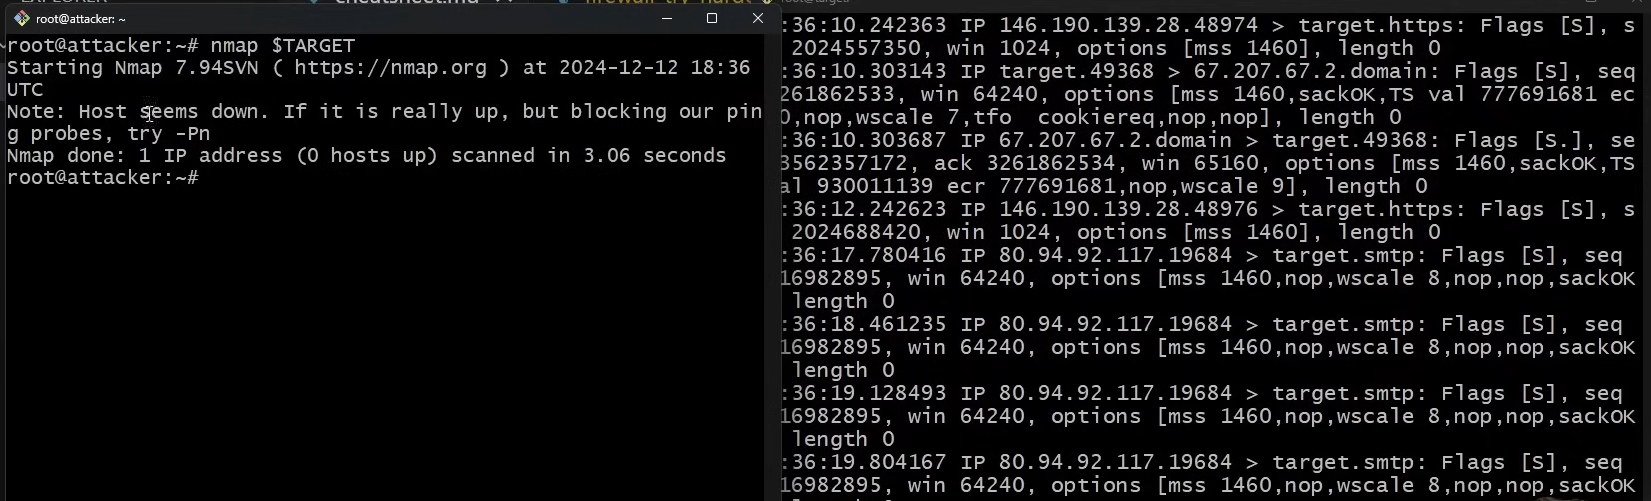 cheatsheet.md
root@attacker: ~
root@attacker:~# nmap $TARGET
Starting Nmap 7.94SVN ( https://nmap.org ) at 2024-12-12 18:36
UTC
Note: Host seems down. If it is really up, but blocking our pin
g probes, try -Pn
Nmap done: 1 IP address (0 hosts up) scanned in 3.06 seconds
root@attacker:~#
:36:10.242363 IP 146.190.139.28.48974 > target.https: Flags [S], s
2024557350, win 1024, options [mss 1460], length 0
:36:10.303143 IP target.49368 > 67.207.67.2.domain: Flags [S], seq
261862533, win 64240, options [mss 1460,sackOK,TS val 777691681 ec
0,nop,wscale 7,tfo  cookiereq,nop,nop], length 0
:36:10.303687 IP 67.207.67.2.domain > target.49368: Flags [S.], se
3562357172, ack 3261862534, win 65160, options [mss 1460,sackOK,TS
al 930011139 ecr 777691681,nop,wscale 9], length 0
:36:12.242623 IP 146.190.139.28.48976 > target.https: Flags [S], s
2024688420, win 1024, options [mss 1460], length 0
:36:17.780416 IP 80.94.92.117.19684 > target.smtp: Flags [S], seq
16982895, win 64240, options [mss 1460,nop,wscale 8,nop,nop,sackOK
length 0
:36:18.461235 IP 80.94.92.117.19684 > target.smtp: Flags [S], seq
16982895, win 64240, options [mss 1460,nop,wscale 8,nop,nop,sackOK
length 0
:36:19.128493 IP 80.94.92.117.19684 > target.smtp: Flags [S], seq
16982895, win 64240, options [mss 1460,nop,wscale 8,nop,nop,sackOK
length 0
:36:19.804167 IP 80.94.92.117.19684 > target.smtp: Flags [S], seq
16982895, win 64240, options [mss 1460,nop,wscale 8,nop,nop,sackOK